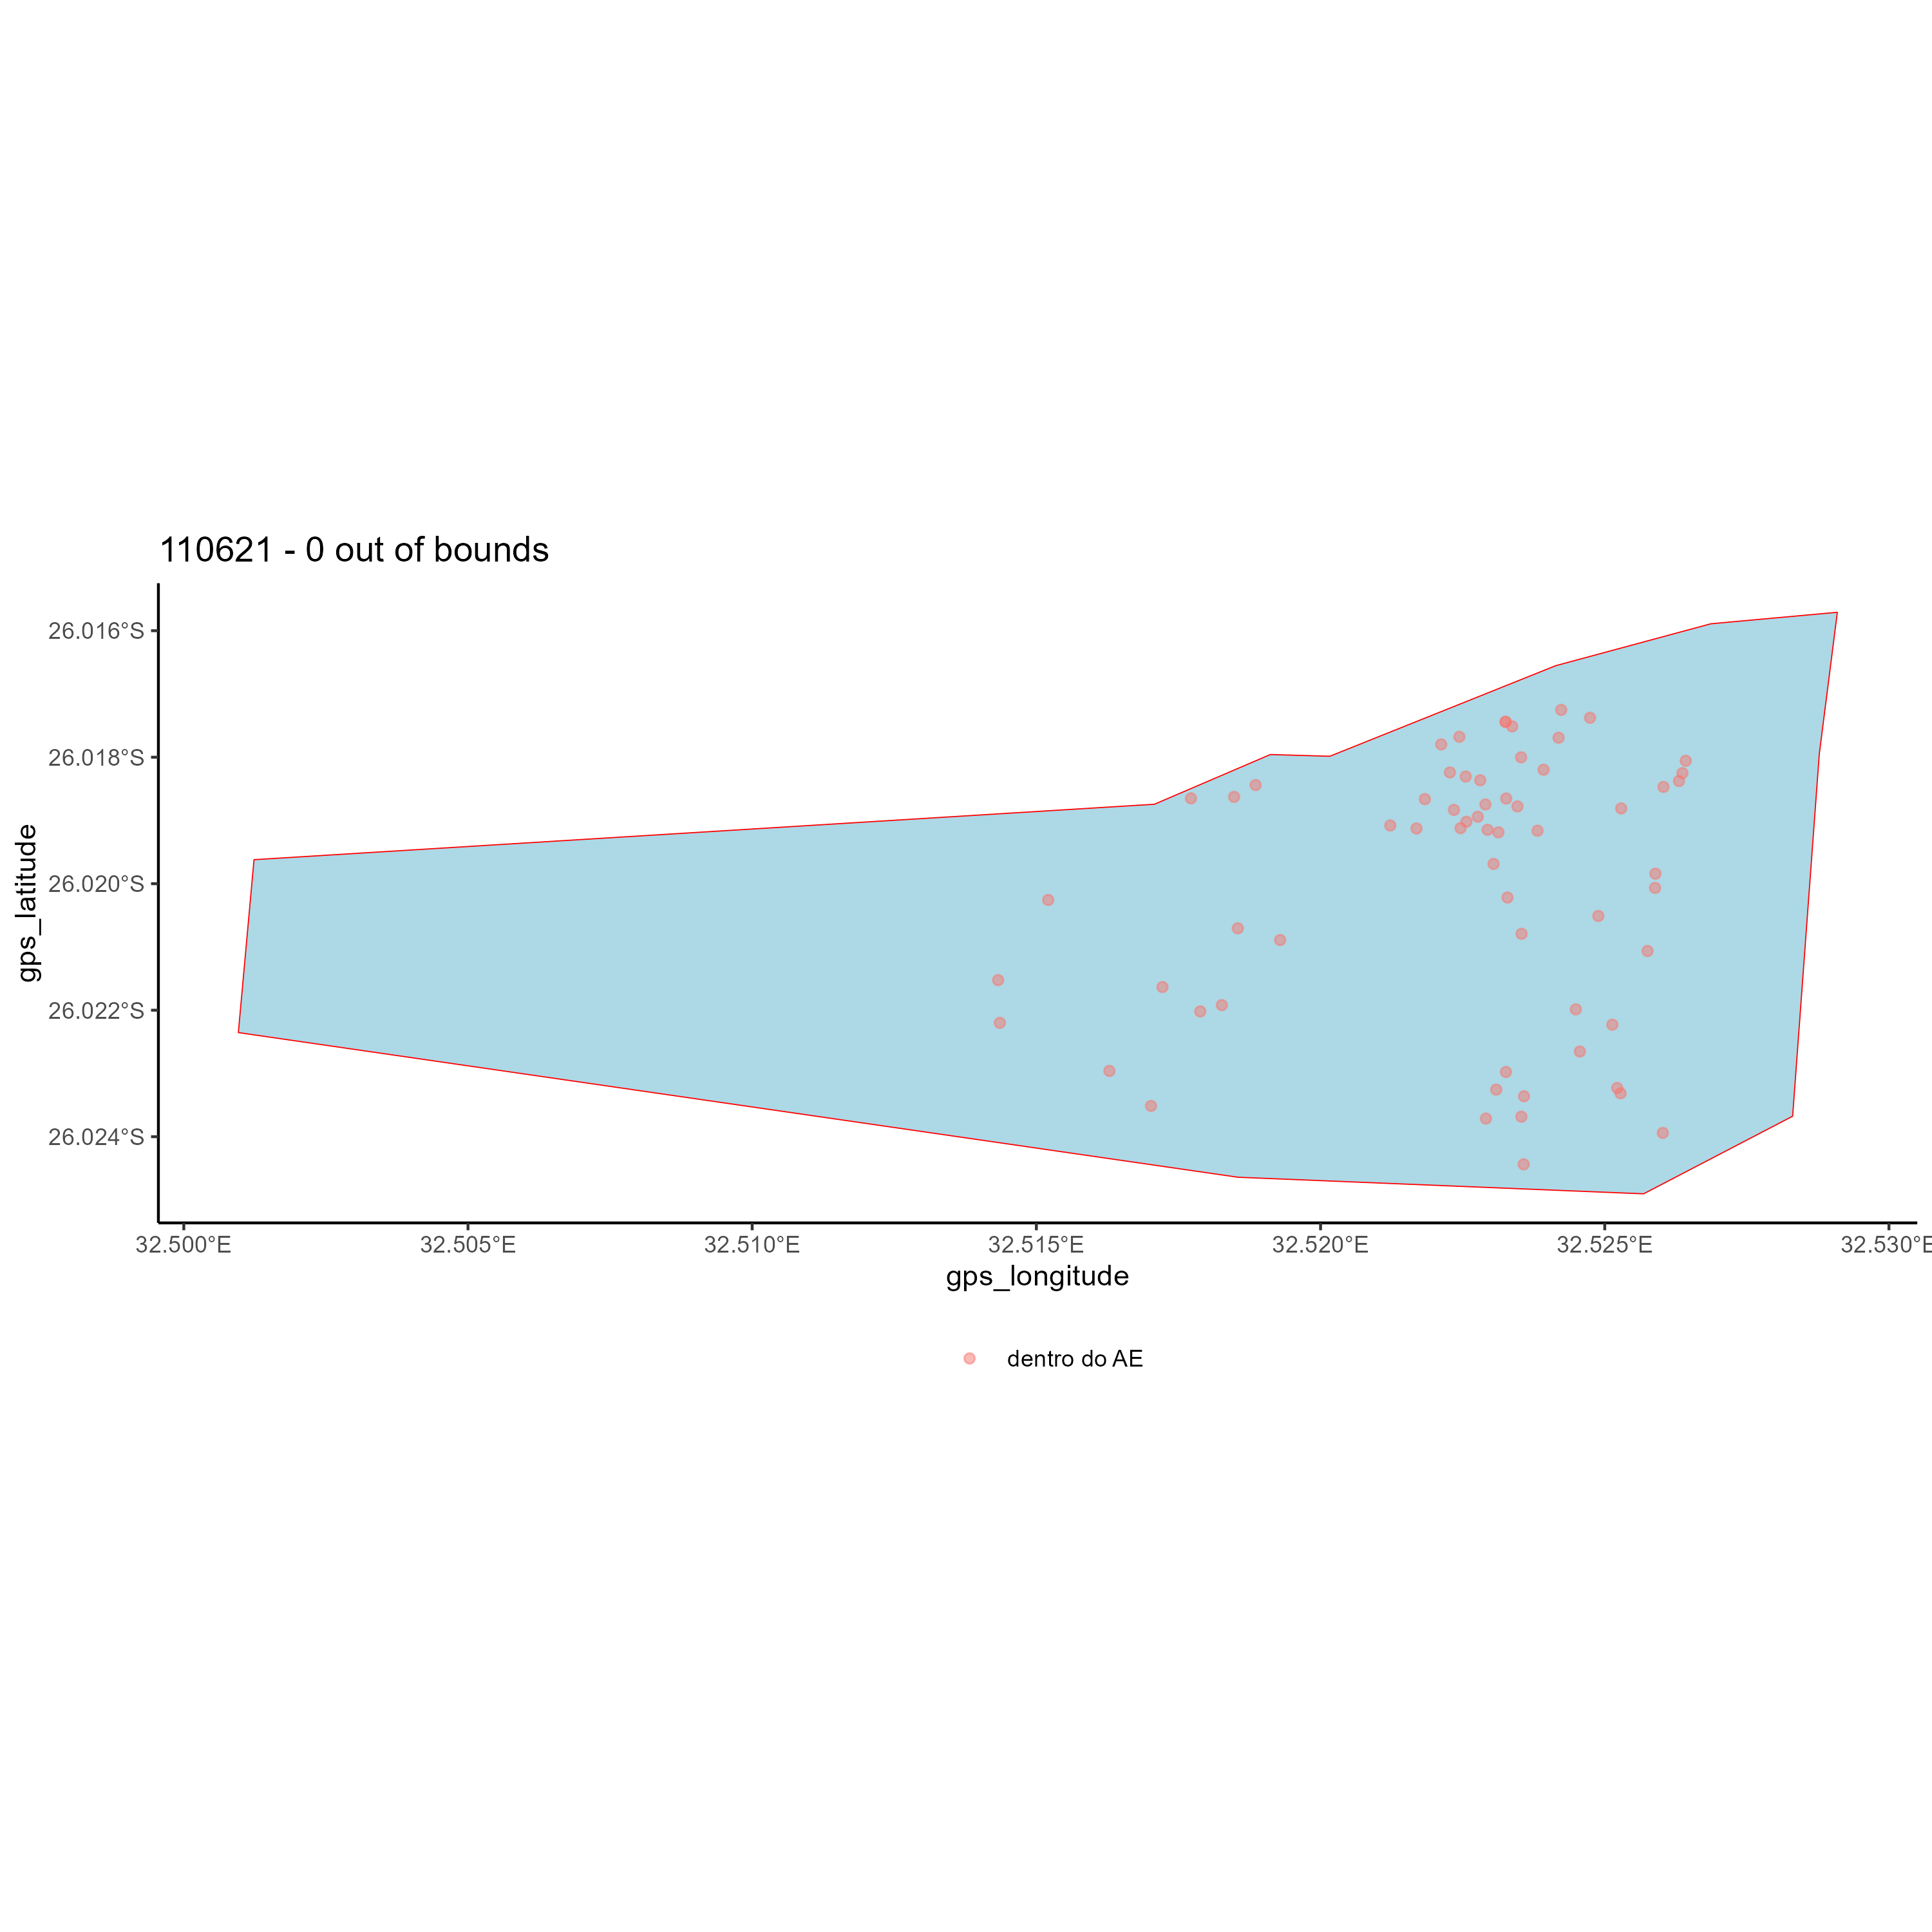 110621 - 0 out of bounds
26.016°S
26.018°S
26.020°S
26.022°S
26.024°S
gps_latitude
32.500°E
32.505°E
32.510°E
32.515°E
32.520°E
32.525°E
32.530°E
gps_longitude
dentro do AE